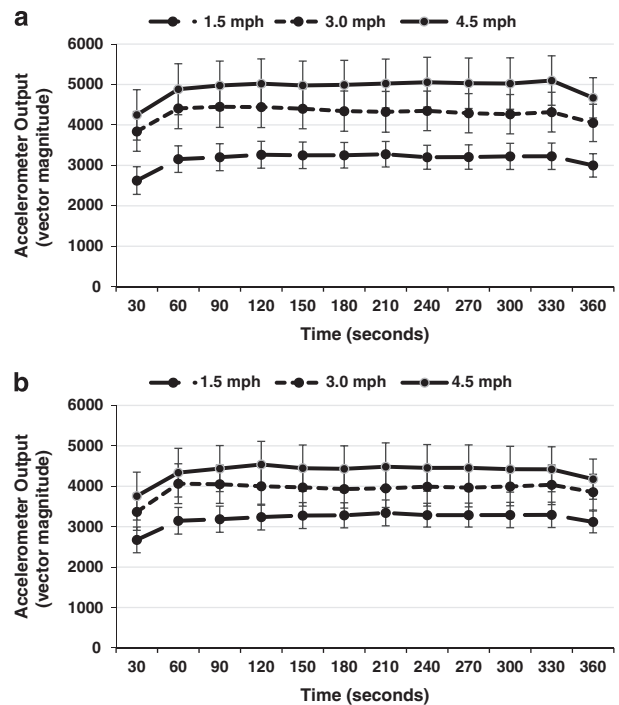 a
1.5 mph 3.0 mph 4.5 mph
6000
5000
4000
3000
2000
1000
0
Accelerometer Output
(vector magnitude)
30 60 90 120 150 180 210 240 270 300 330 360
Time (seconds)
b
1.5 mph 3.0 mph 4.5 mph
6000
5000
4000
3000
2000
1000
0
Accelerometer Output
(vector magnitude)
30 60 90 120 150 180 210 240 270 300 330 360
Time (seconds)